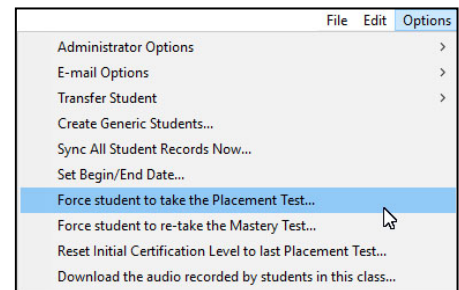 File Edit Options
Administrator Options >
E-mail Options >
Transfer Student >
Create Generic Students...
Sync All Student Records Now...
Set Begin/End Date...
Force student to take the Placement Test...
Force student to re-take the Mastery Test...
Reset Initial Certification Level to last Placement Test...
Download the audio recorded by students in this class...